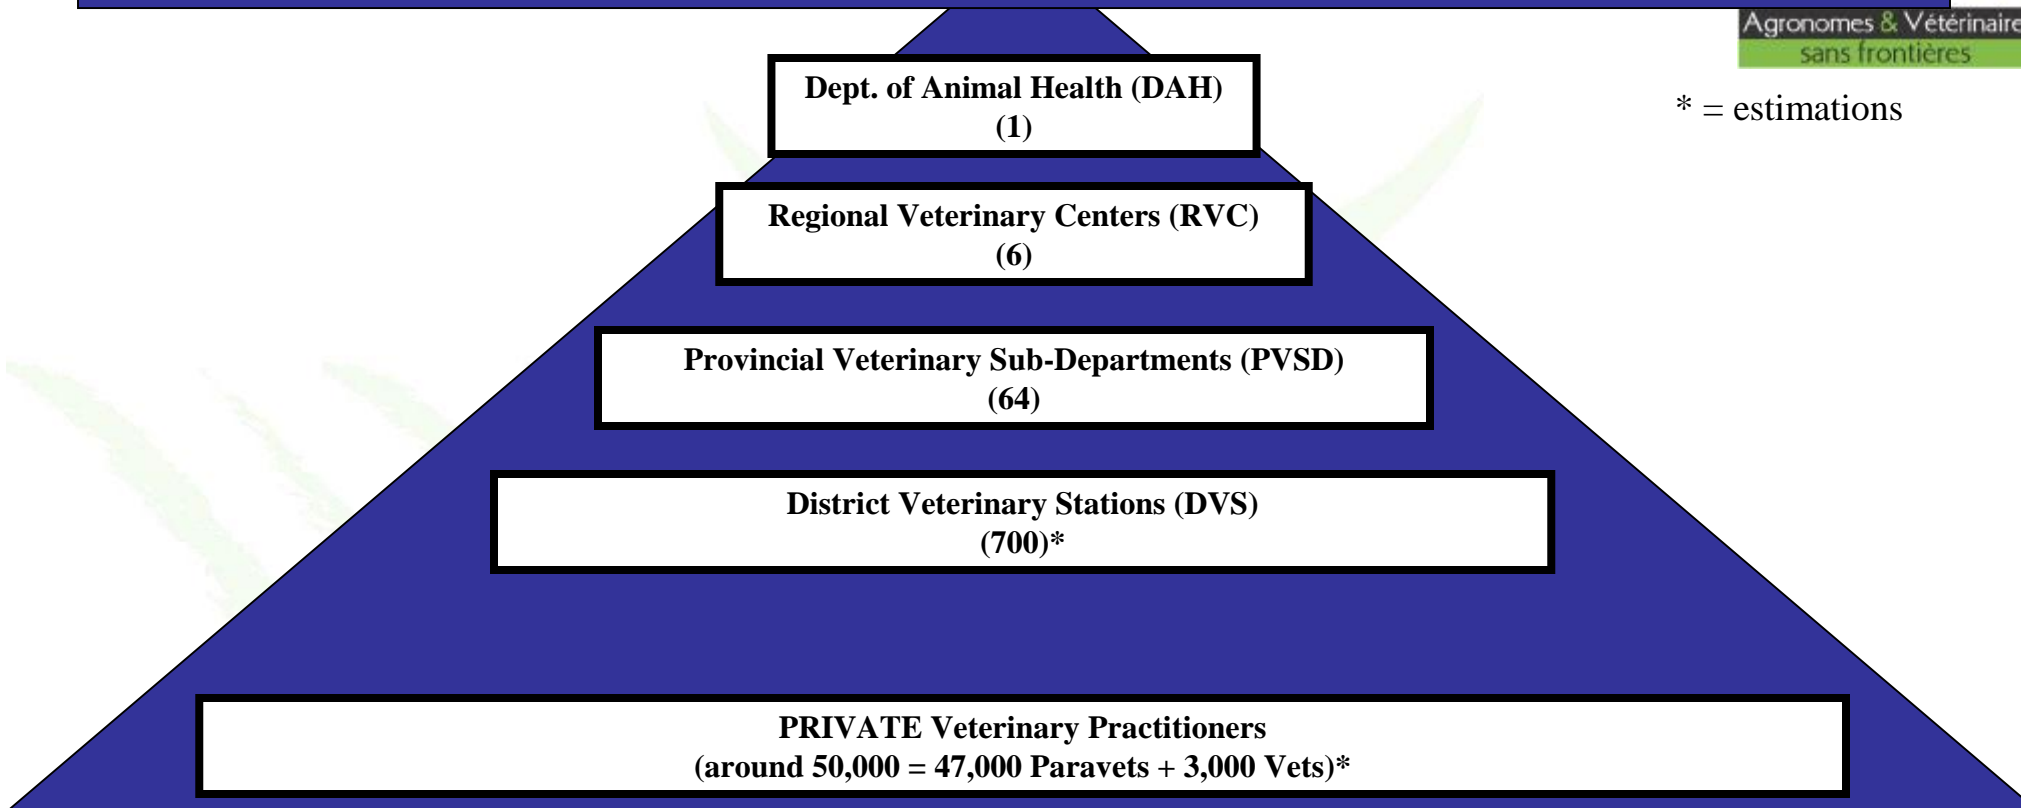 Agronomes & Vétérinaire
sans frontières
* = estimations
Dept. of Animal Health (DAH)
(1)
Regional Veterinary Centers (RVC)
(6)
Provincial Veterinary Sub-Departments (PVSD)
(64)
District Veterinary Stations (DVS)
(700)*
PRIVATE Veterinary Practitioners
(around 50,000 = 47,000 Paravets + 3,000 Vets)*